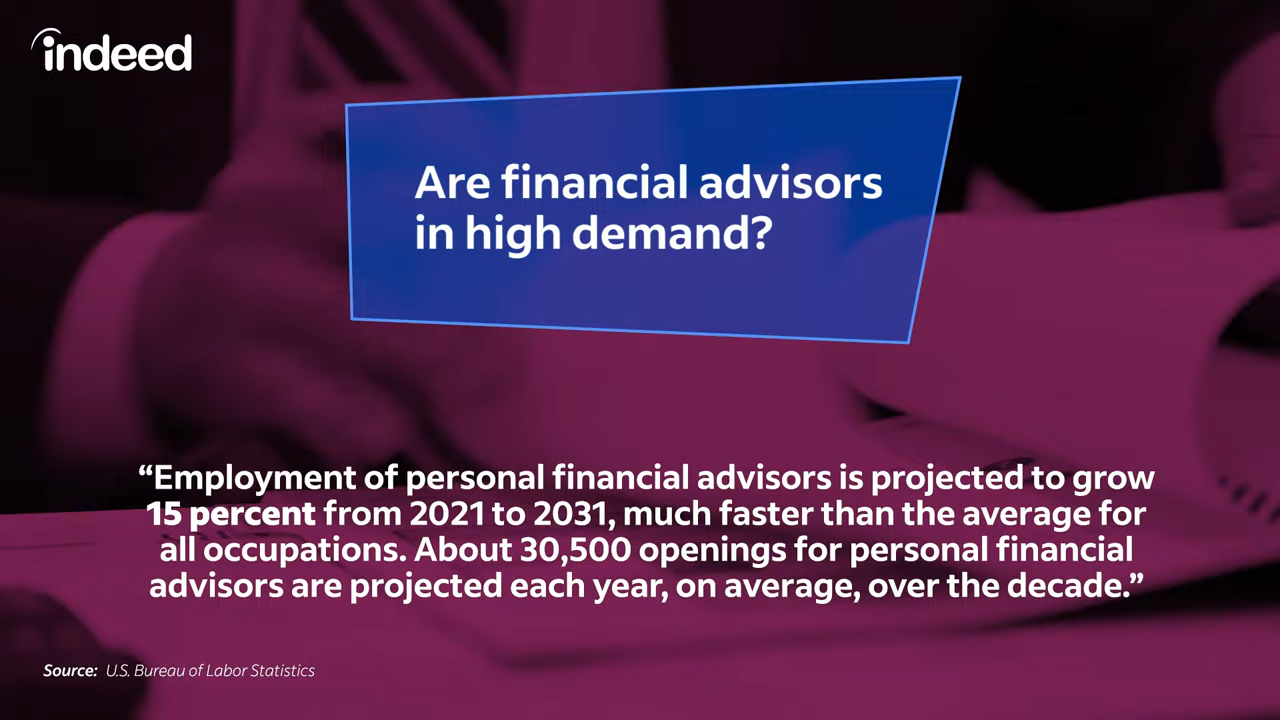 indeed
Are financial advisors
in high demand?
“Employment of personal financial advisors is projected to grow
15 percent from 2021 to 2031, much faster than the average for
all occupations. About 30,500 openings for personal financial
advisors are projected each year, on average, over the decade.”
Source: U.S. Bureau of Labor Statistics